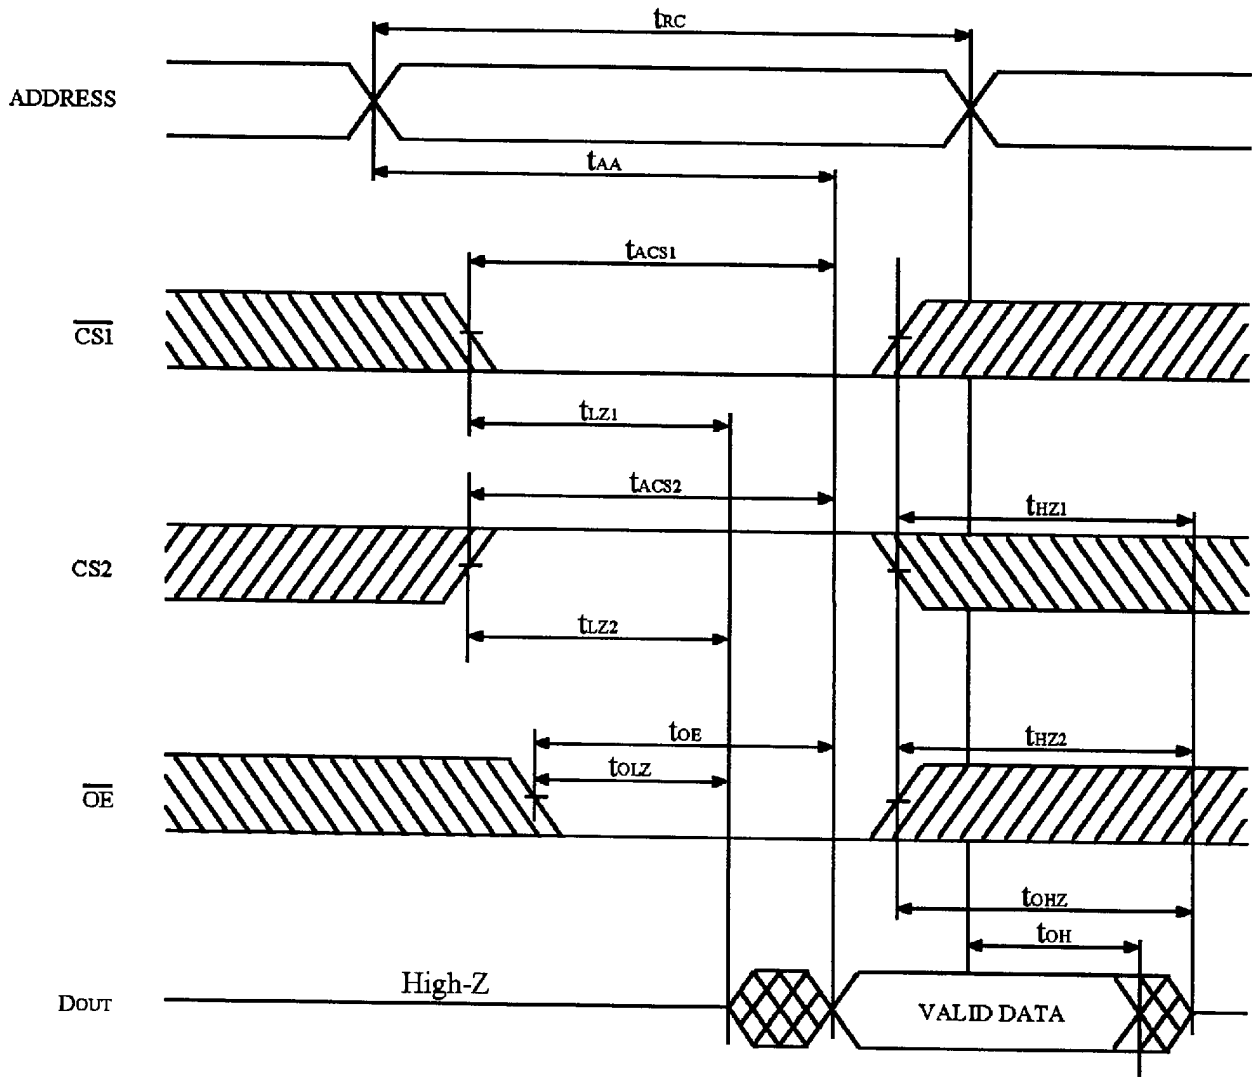 tRC
ADDRESS
tAA
tACS1
CS1
tLZ1
tACS2
tHZ1
CS2
tLZ2
tOE
tHZ2
tOLZ
OE
tOHZ
tOH
High-Z
DOUT
VALID DATA